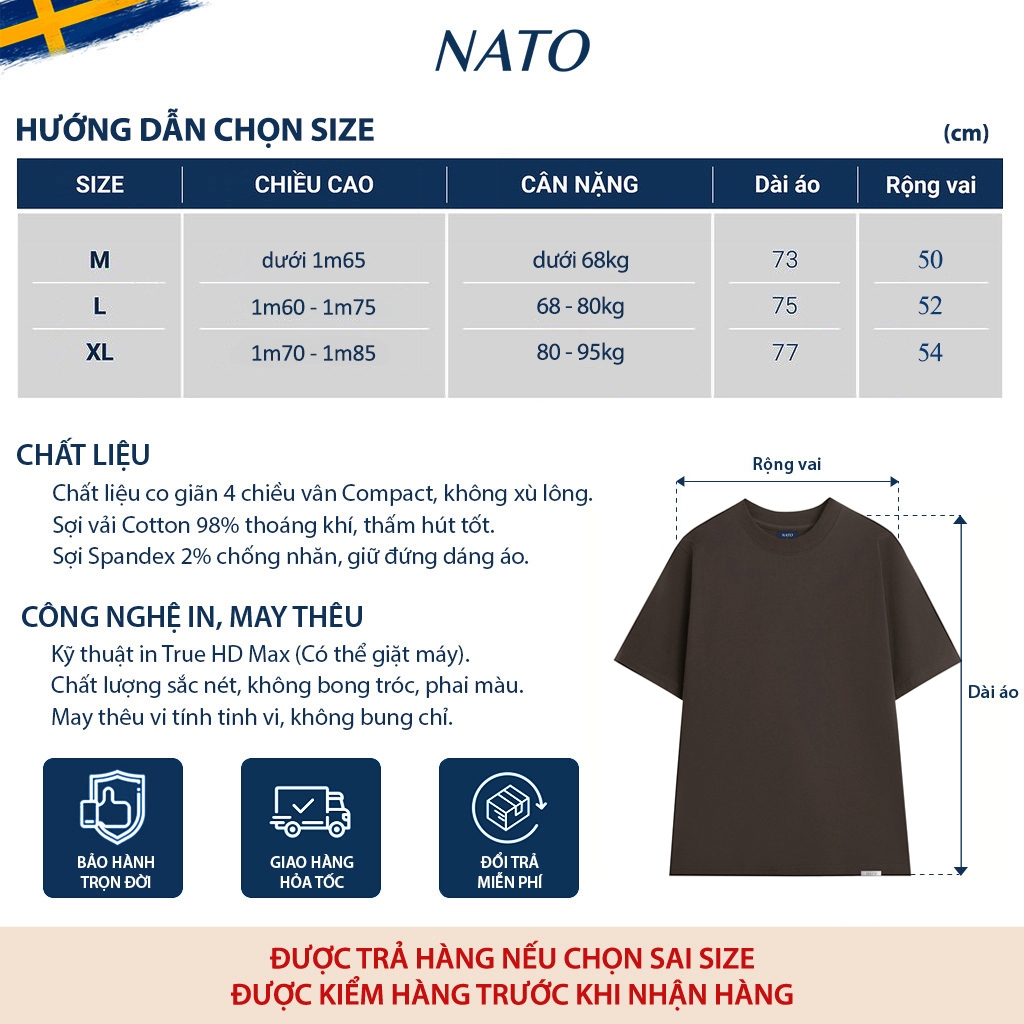 NATO
HƯỚNG DẪN CHỌN SIZE
(cm)
SIZE CHIỀU CAO CÂN NẶNG Dài áo Rộng vai
M dưới 1m65 dưới 68kg 73 50
L 1m60 - 1m75 68 - 80kg 75 52
XL 1m70 - 1m85 80 - 95kg 77 54
CHẤT LIỆU
Chất liệu co giãn 4 chiều vân Compact, không xù lông.
Sợi vải Cotton 98% thoáng khí, thấm hút tốt.
Sợi Spandex 2% chống nhăn, giữ đứng dáng áo.
CÔNG NGHỆ IN, MAY THÊU
Kỹ thuật in True HD Max (Có thể giặt máy).
Chất lượng sắc nét, không bong tróc, phai màu.
May thêu vi tính tinh vi, không bung chỉ.
Rộng vai
NATO
Dài áo
BẢO HÀNH
TRỌN ĐỜI
GIAO HÀNG
HỎA TỐC
ĐỔI TRẢ
MIỄN PHÍ
ĐƯỢC TRẢ HÀNG NẾU CHỌN SAI SIZE
ĐƯỢC KIỂM HÀNG TRƯỚC KHI NHẬN HÀNG